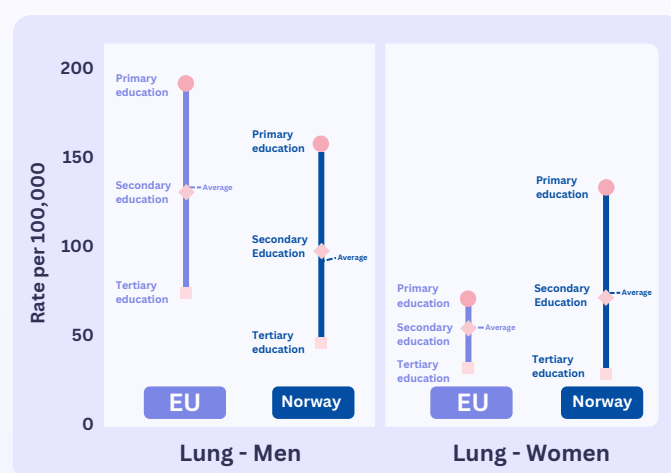 Rate per 100,000
200
150
100
50
0
Primary
education
Secondary
education
Average
Tertiary
education
EU
Primary
education
Secondary
Education
Average
Tertiary
education
Norway
Lung - Men
Primary
education
Secondary
education
Average
Tertiary
education
EU
Primary
education
Secondary
Education
Average
Tertiary
education
Norway
Lung - Women